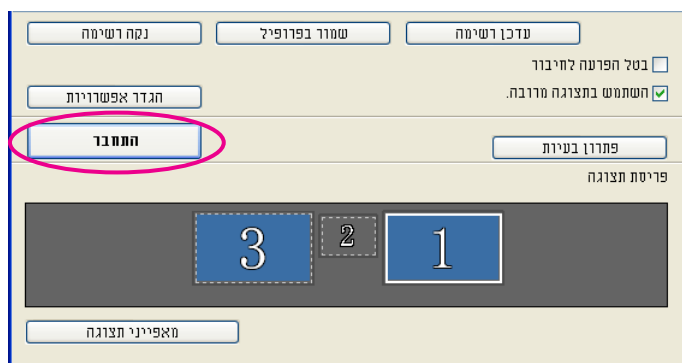 עדכן רשימה שמור בפרופיל נקה רשימה
בטל הפרעה לחיבור
השתמש בתצוגה מרובה.
הגדר אפשרויות
התחבר
פתרון בעיות
פריסת תצוגה
1 2 3
מאפייני תצוגה